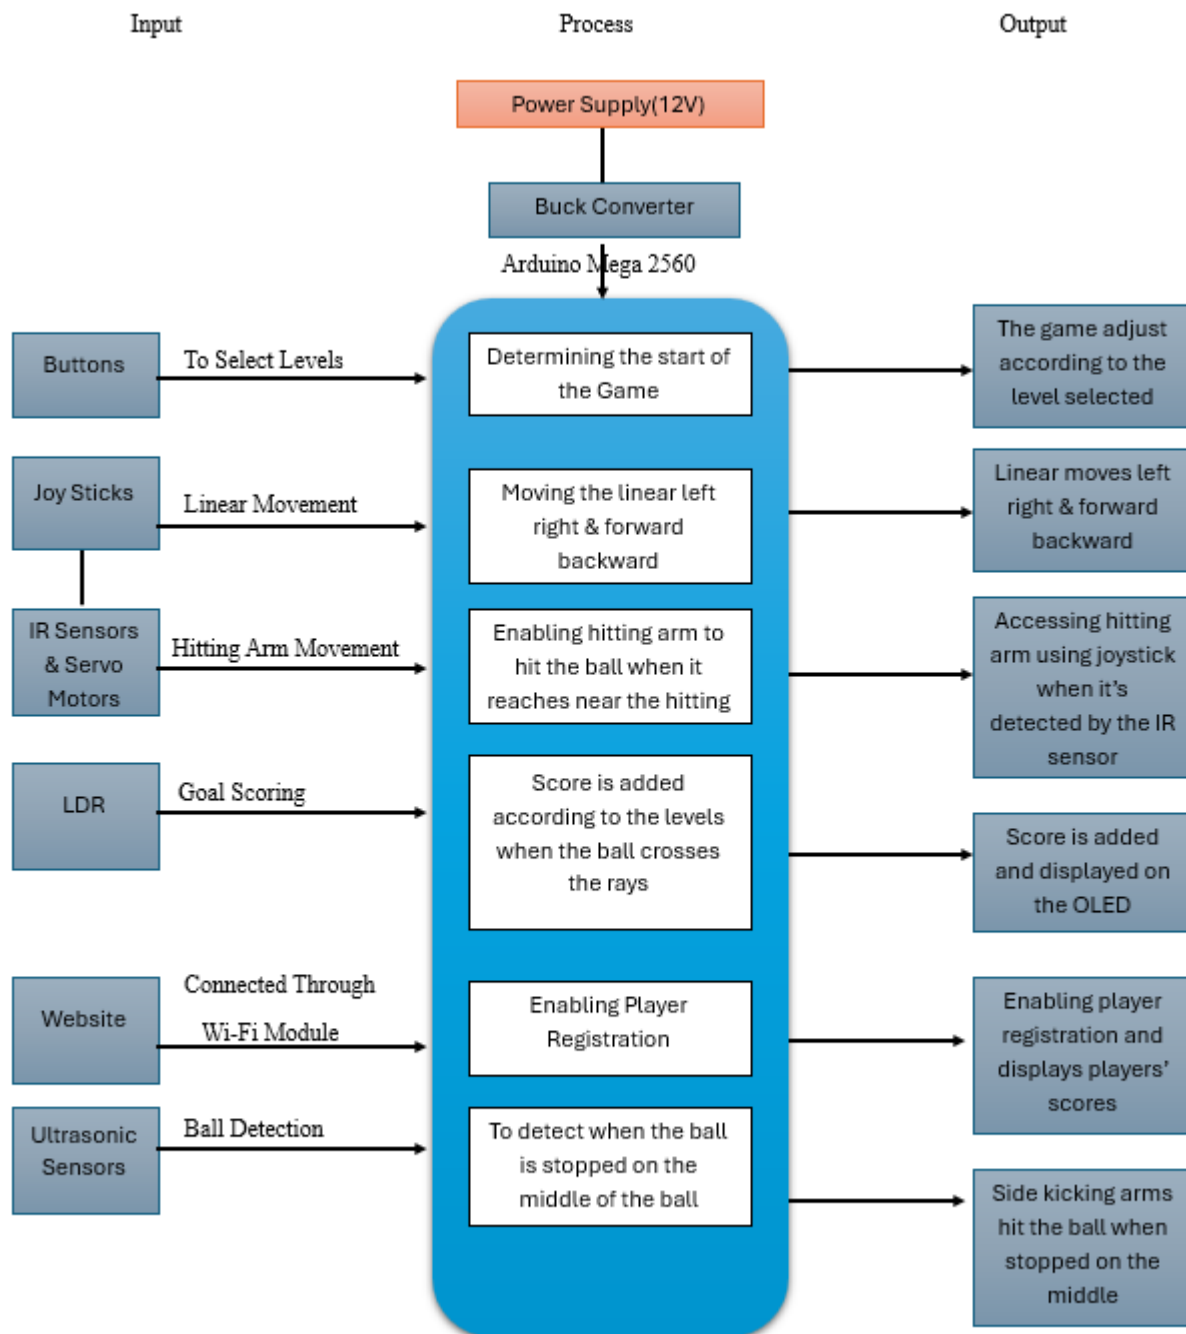 Input
Process
Output
Power Supply(12V)
Buck Converter
Arduino Mega 2560
Buttons
To Select Levels
Determining the start of
the Game
The game adjust
according to the
level selected
Joy Sticks
Linear Movement
Moving the linear left
right & forward
backward
Linear moves left
right & forward
backward
IR Sensors
& Servo
Motors
Hitting Arm Movement
Enabling hitting arm to
hit the ball when it
reaches near the hitting
Accessing hitting
arm using joystick
when it’s
detected by the IR
sensor
LDR
Goal Scoring
Score is added
according to the levels
when the ball crosses
the rays
Score is added
and displayed on
the OLED
Website
Connected Through
Wi-Fi Module
Enabling Player
Registration
Enabling player
registration and
displays players’
scores
Ultrasonic
Sensors
Ball Detection
To detect when the ball
is stopped on the
middle of the ball
Side kicking arms
hit the ball when
stopped on the
middle